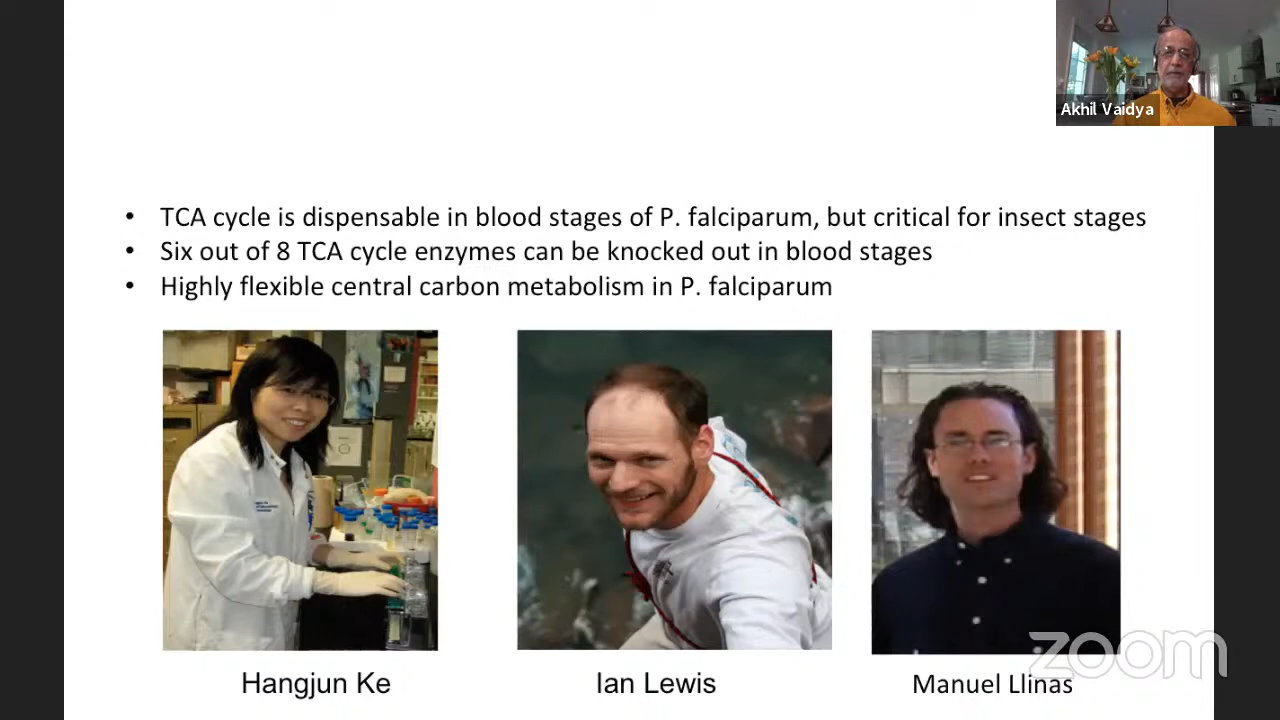 Akhil Vaidya
• TCA cycle is dispensable in blood stages of P. falciparum, but critical for insect stages
• Six out of 8 TCA cycle enzymes can be knocked out in blood stages
• Highly flexible central carbon metabolism in P. falciparum
Hangjun Ke
Ian Lewis
Manuel Llinas
zoom